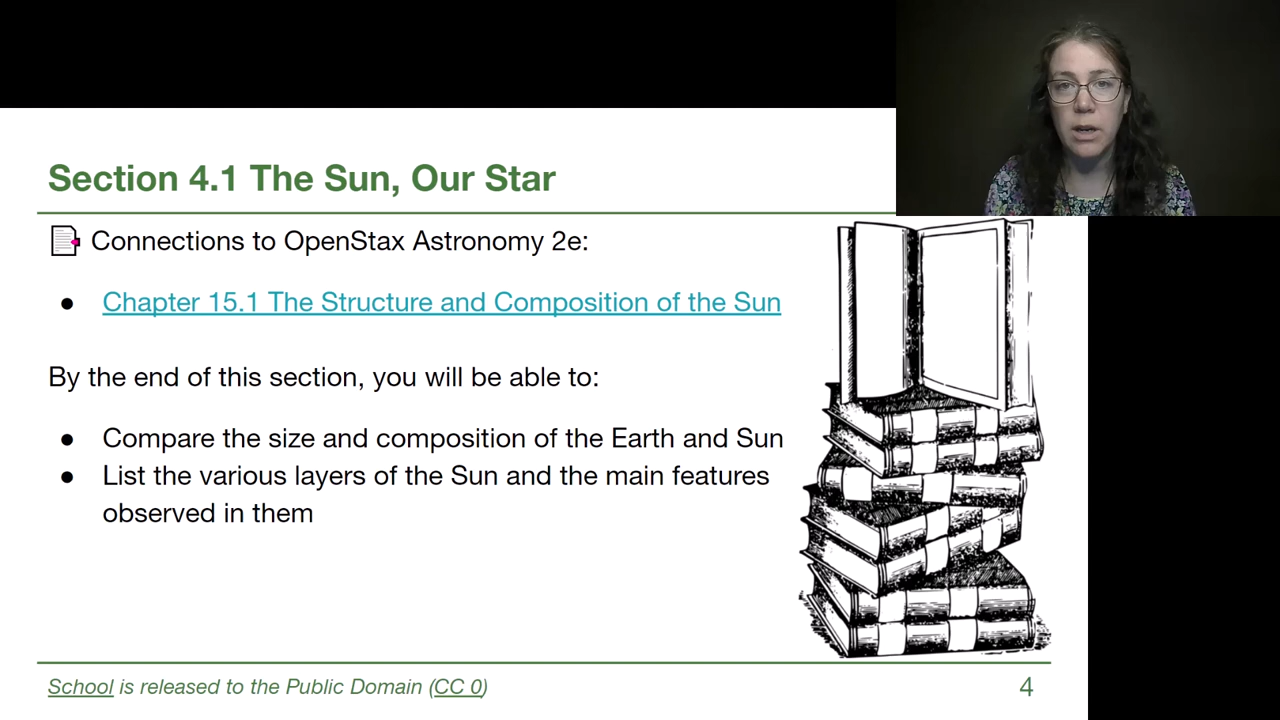 Section 4.1 The Sun, Our Star
Connections to OpenStax Astronomy 2e:
● Chapter 15.1 The Structure and Composition of the Sun
By the end of this section, you will be able to:
● Compare the size and composition of the Earth and Sun
● List the various layers of the Sun and the main features
observed in them
School is released to the Public Domain (CC 0)
4